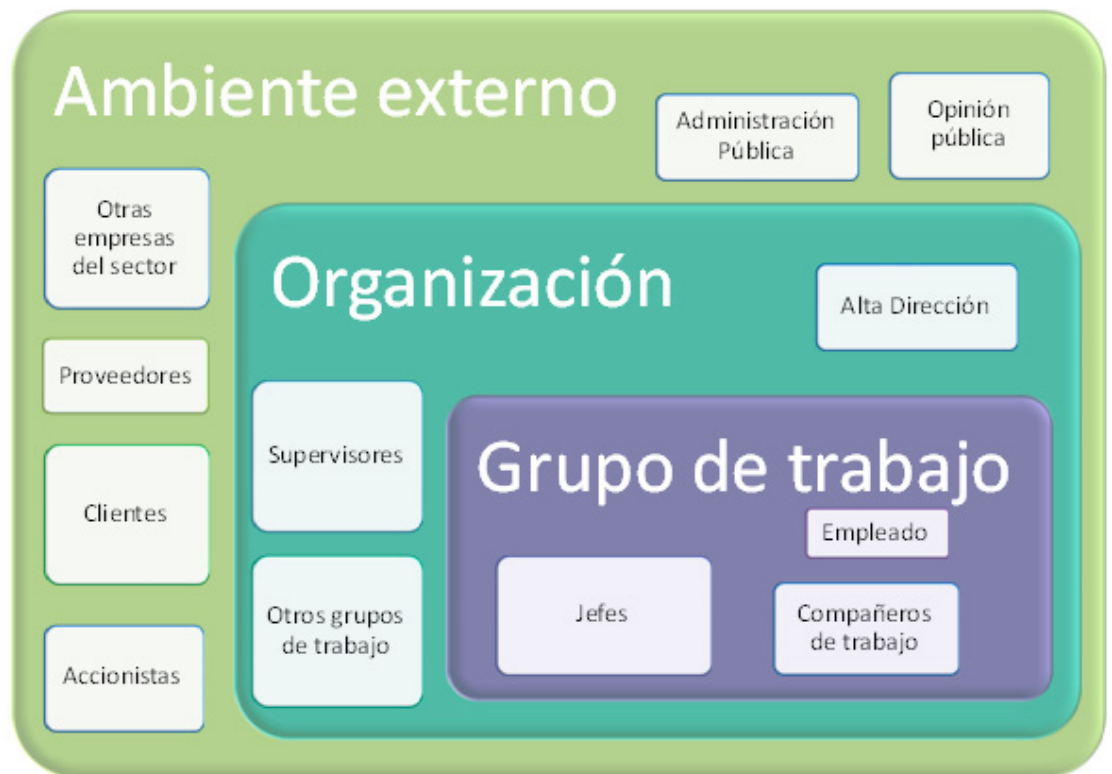 Ambiente externo
Administración
Pública
Opinión
pública
Otras
empresas
del sector
Proveedores
Clientes
Accionistas
Organización
Alta Dirección
Supervisores
Otros grupos
de trabajo
Grupo de trabajo
Empleado
Jefes
Compañeros
de trabajo